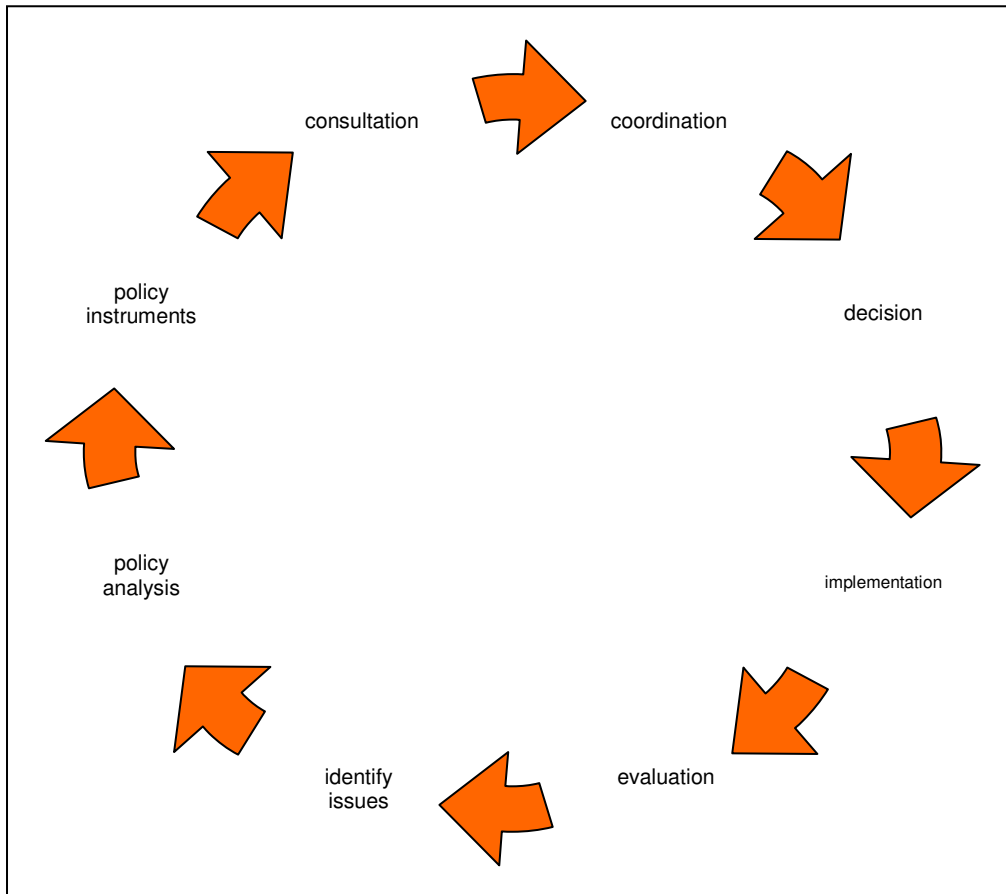 consultation
coordination
policy
instruments
decision
policy
analysis
implementation
identify
issues
evaluation